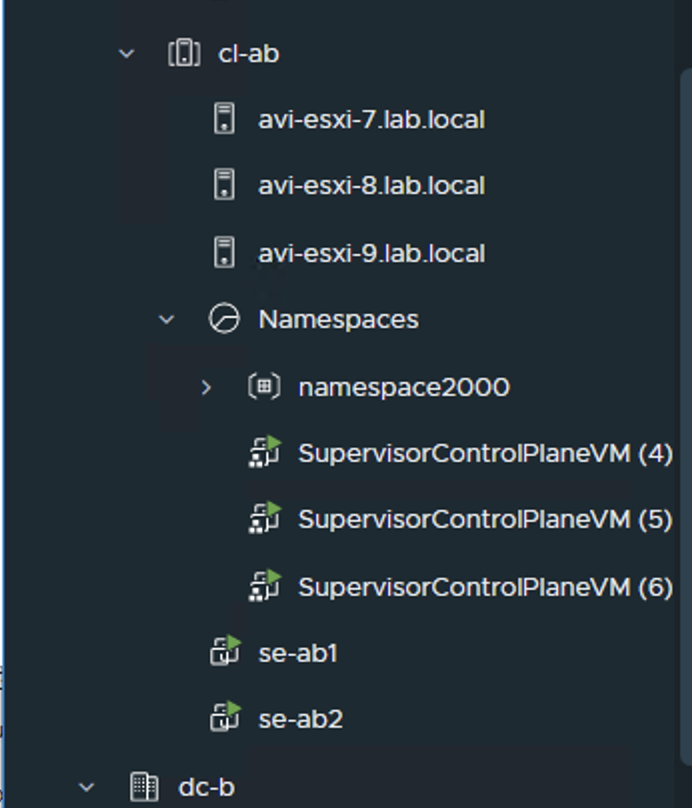 cl-ab
avi-esxi-7.lab.local
avi-esxi-8.lab.local
avi-esxi-9.lab.local
Namespaces
namespace2000
SupervisorControlPlaneVM (4)
SupervisorControlPlaneVM (5)
SupervisorControlPlaneVM (6)
se-ab1
se-ab2
dc-b